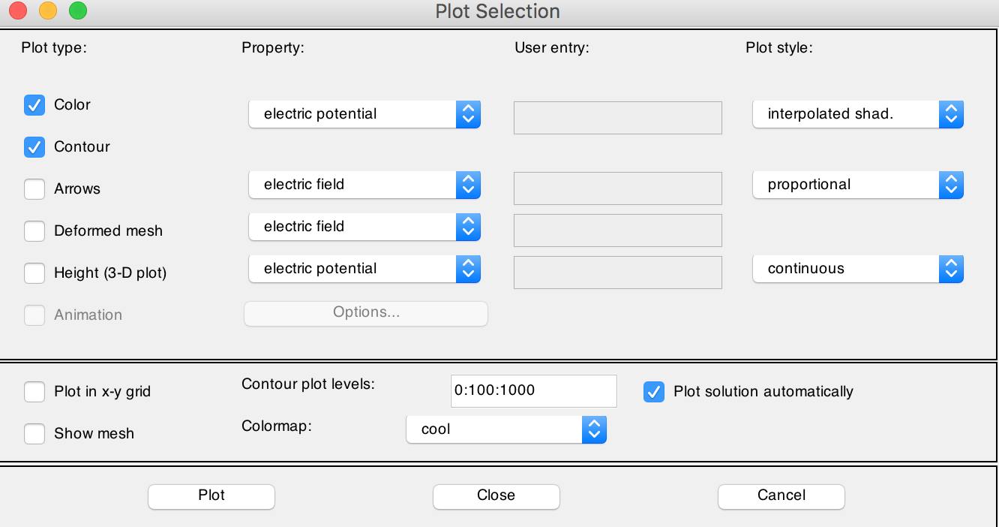 Plot Selection
Plot type: Property: User entry: Plot style:
Color electric potential interpolated shad.
Contour
Arrows electric field proportional
Deformed mesh electric field
Height (3-D plot) electric potential continuous
Animation Options...
Plot in x-y grid Contour plot levels: 0:100:1000 Plot solution automatically
Show mesh Colormap: cool
Plot Close Cancel